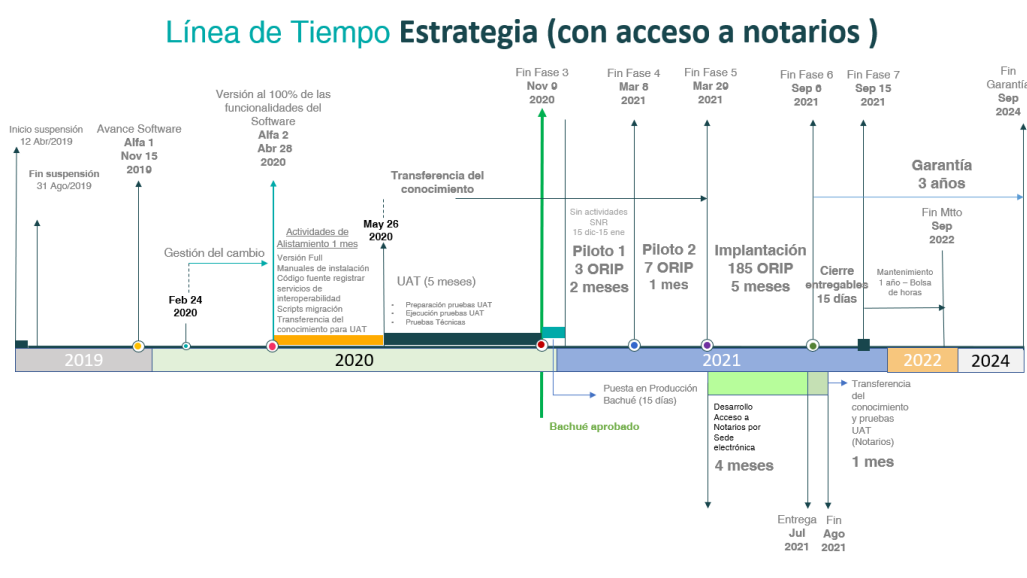 Línea de Tiempo Estrategia (con acceso a notarios )
Inicio suspensión
12 Abr/2019
Fin suspensión
31 Ago/2019
Avance Software
Alfa 1
Nov 15
2019
Versión al 100% de las
funcionalidades del
Software
Alfa 2
Abr 28
2020
Gestión del cambio
Feb 24
2020
Actividades de
Alistamiento 1 mes
Versión Full
Manuales de instalación
Código fuente registrar
servicios de
interoperabilidad
Scripts migración
Transferencia del
conocimiento para UAT
May 26
2020
Transferencia del
conocimiento
UAT (5 meses)
• Preparación pruebas UAT
• Ejecución pruebas UAT
• Pruebas Técnicas
Fin Fase 3
Nov 9
2020
Sin actividades
SNR
15 dic-15 ene
Piloto 1
3 ORIP
2 meses
Fin Fase 4
Mar 8
2021
Piloto 2
7 ORIP
1 mes
Fin Fase 5
Mar 29
2021
Implantación
185 ORIP
5 meses
Fin Fase 6
Sep 6
2021
Cierre
entregables
15 días
Fin Fase 7
Sep 15
2021
Garantía
3 años
Fin Mtto
Sep
2022
Mantenimiento
1 año – Bolsa
de horas
Fin
Garantía
Sep
2024
2019
2020
2021
2022
2024
Puesta en Producción
Bachué (15 días)
Bachué aprobado
Desarrollo
Acceso a
Notarios por
Sede
electrónica
4 meses
Transferencia
del
conocimiento
y pruebas
UAT
(Notarios)
1 mes
Entrega
Jul
2021
Fin
Ago
2021